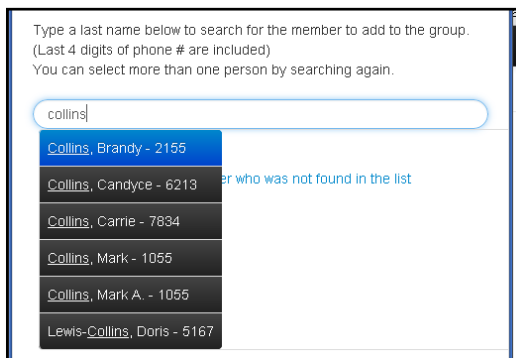 Type a last name below to search for the member to add to the group.
(Last 4 digits of phone # are included)
You can select more than one person by searching again.
collins
Collins, Brandy - 2155
Collins, Candyce - 6213
er who was not found in the list
Collins, Carrie - 7834
Collins, Mark - 1055
Collins, Mark A. - 1055
Lewis-Collins, Doris - 5167